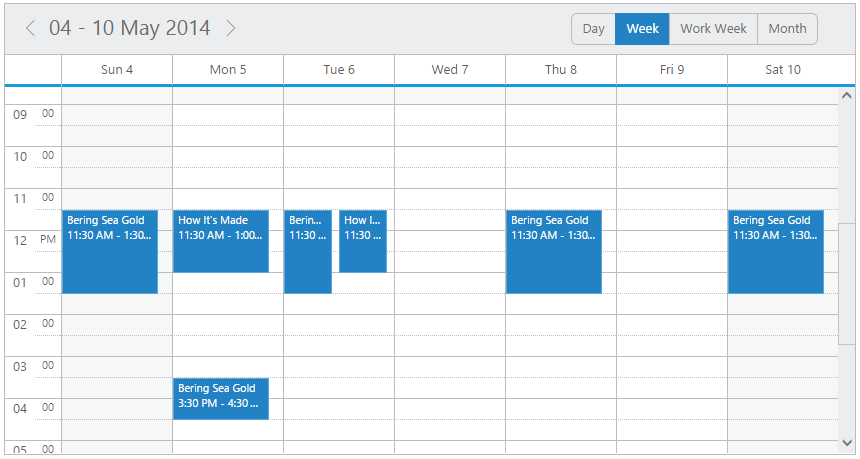 04 - 10 May 2014
Day Week Work Week Month
Sun 4 Mon 5 Tue 6 Wed 7 Thu 8 Fri 9 Sat 10
09 00
10 00
11 00
Bering Sea Gold How It's Made Berin... How I... Bering Sea Gold Bering Sea Gold
11:30 AM - 1:30... 11:30 AM - 1:00... 11:30 ... 11:30 ... 11:30 AM - 1:30... 11:30 AM - 1:30...
12 PM
01 00
02 00
03 00
Bering Sea Gold
3:30 PM - 4:30 ...
04 00
05 00